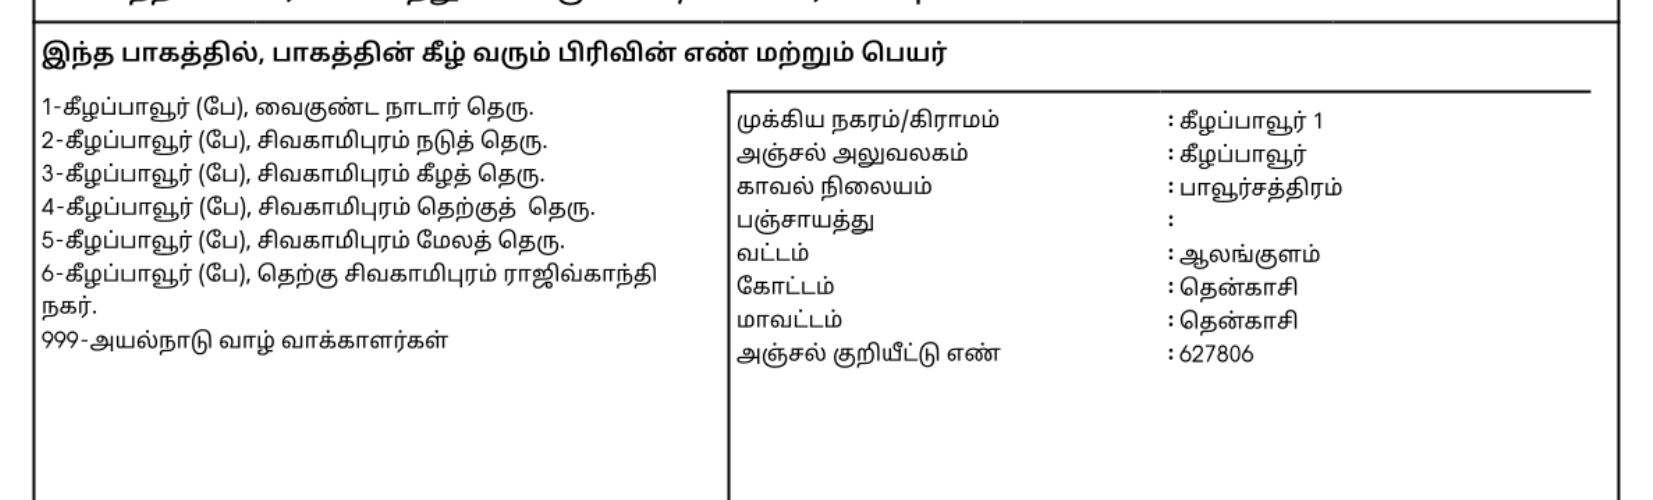 இந்த பாகத்தில், பாகத்தின் கீழ் வரும் பிரிவின் எண் மற்றும் பெயர்
1-கீழப்பாவூர் (பே), வைகுண்ட நாடார் தெரு.
2-கீழப்பாவூர் (பே), சிவகாமிபுரம் நடுத் தெரு.
3-கீழப்பாவூர் (பே), சிவகாமிபுரம் கீழத் தெரு.
4-கீழப்பாவூர் (பே), சிவகாமிபுரம் தெற்குத்  தெரு.
5-கீழப்பாவூர் (பே), சிவகாமிபுரம் மேலத் தெரு.
6-கீழப்பாவூர் (பே), தெற்கு சிவகாமிபுரம் ராஜிவ்காந்தி
நகர்.
999-அயல்நாடு வாழ் வாக்காளர்கள்
முக்கிய நகரம்/கிராமம் : கீழப்பாவூர் 1
அஞ்சல் அலுவலகம் : கீழப்பாவூர்
காவல் நிலையம் : பாவூர்சத்திரம்
பஞ்சாயத்து :
வட்டம் : ஆலங்குளம்
கோட்டம் : தென்காசி
மாவட்டம் : தென்காசி
அஞ்சல் குறியீட்டு எண் : 627806